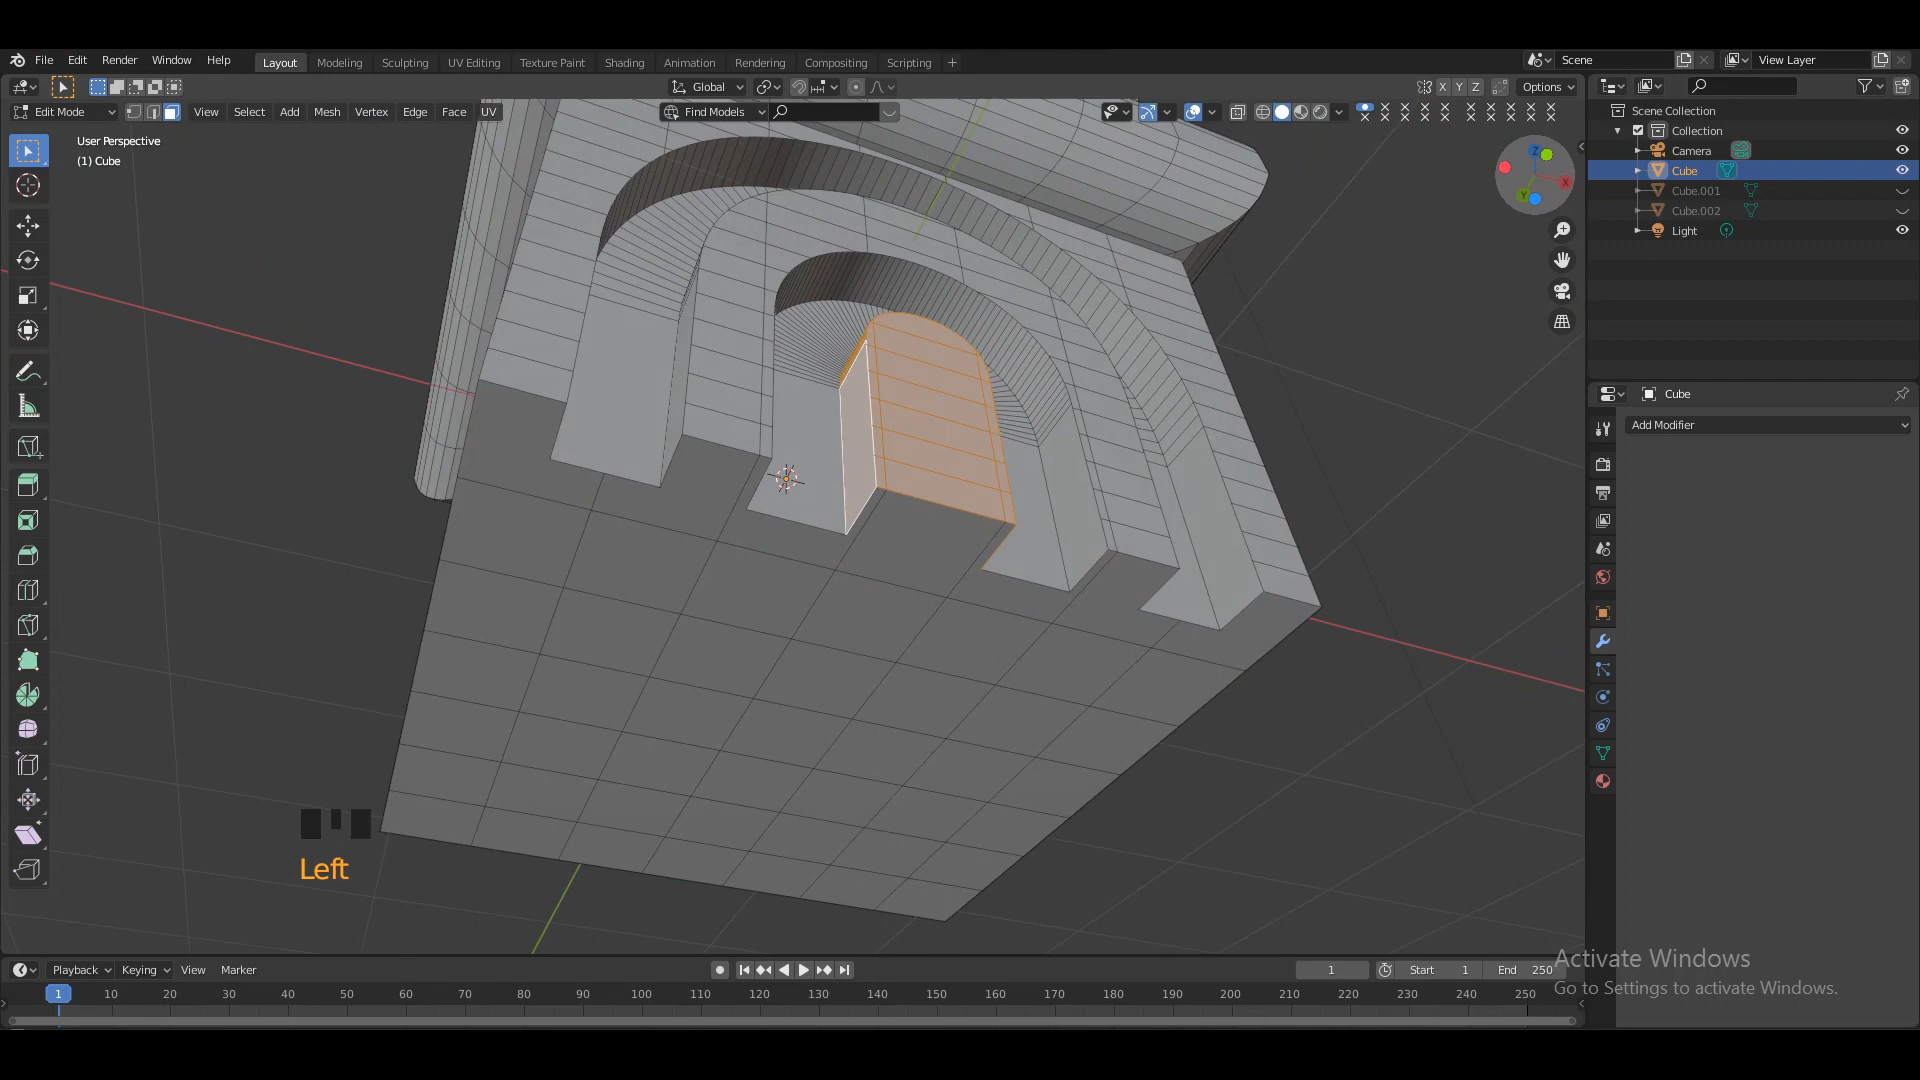 File Edit Render Window Help Layout Modeling Sculpting UV Editing Texture Paint Shading Animation Rendering Compositing Scripting + Scene View Layer
Global X Y Z Options
Edit Mode View Select Add Mesh Vertex Edge Face UV Find Models
User Perspective
(1) Cube
Z
X
Y
Scene Collection
Collection
Camera
Cube
Cube.001
Cube.002
Light
Cube
Add Modifier
Left
Playback Keying View Marker 1 Start 1 End 250
1 10 20 30 40 50 60 70 80 90 100 110 120 130 140 150 160 170 180 190 200 210 220 230 240 250
Activate Windows
Go to Settings to activate Windows.